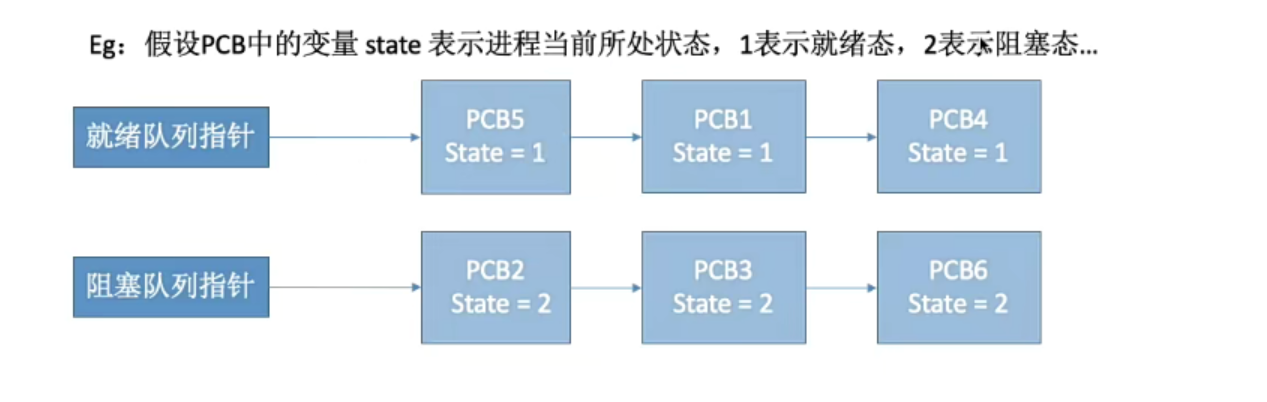 Eg：假设PCB中的变量 state 表示进程当前所处状态，1表示就绪态，2表示阻塞态...
就绪队列指针
PCB5
State = 1
PCB1
State = 1
PCB4
State = 1
阻塞队列指针
PCB2
State = 2
PCB3
State = 2
PCB6
State = 2